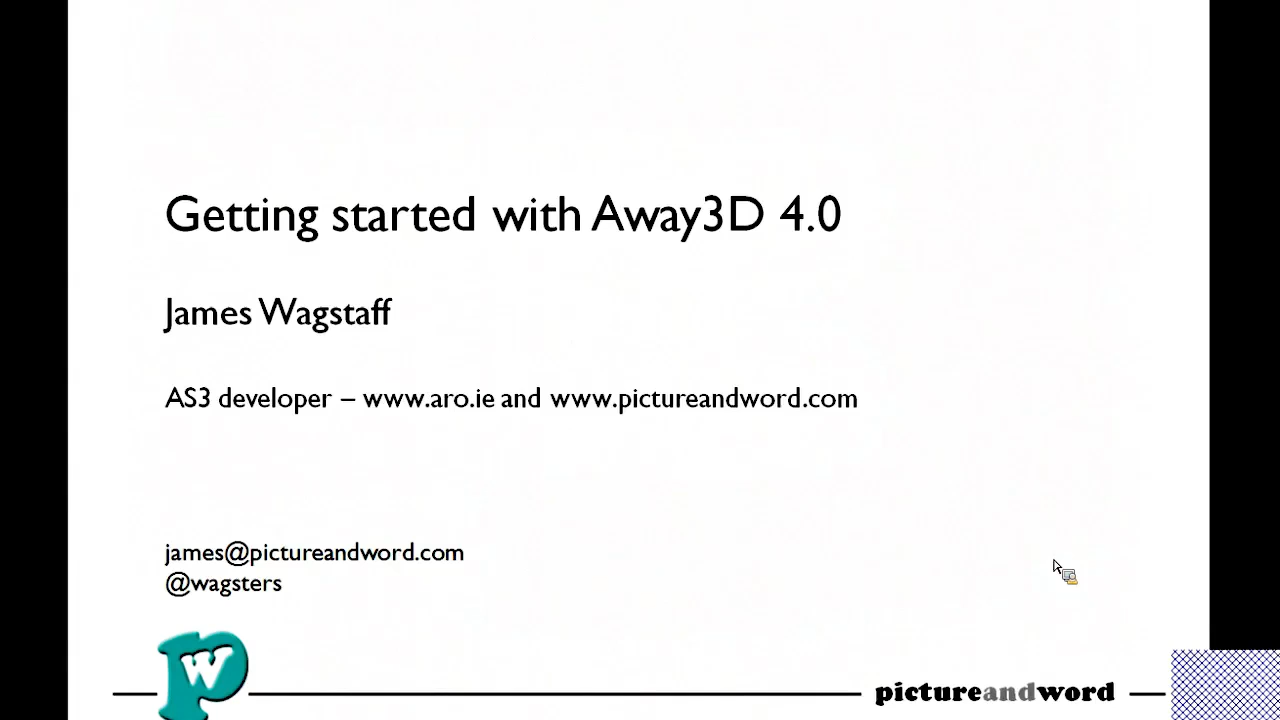 Getting started with Away3D 4.0
James Wagstaff
AS3 developer – www.aro.ie and www.pictureandword.com
james@pictureandword.com
@wagsters
pw
pictureandword